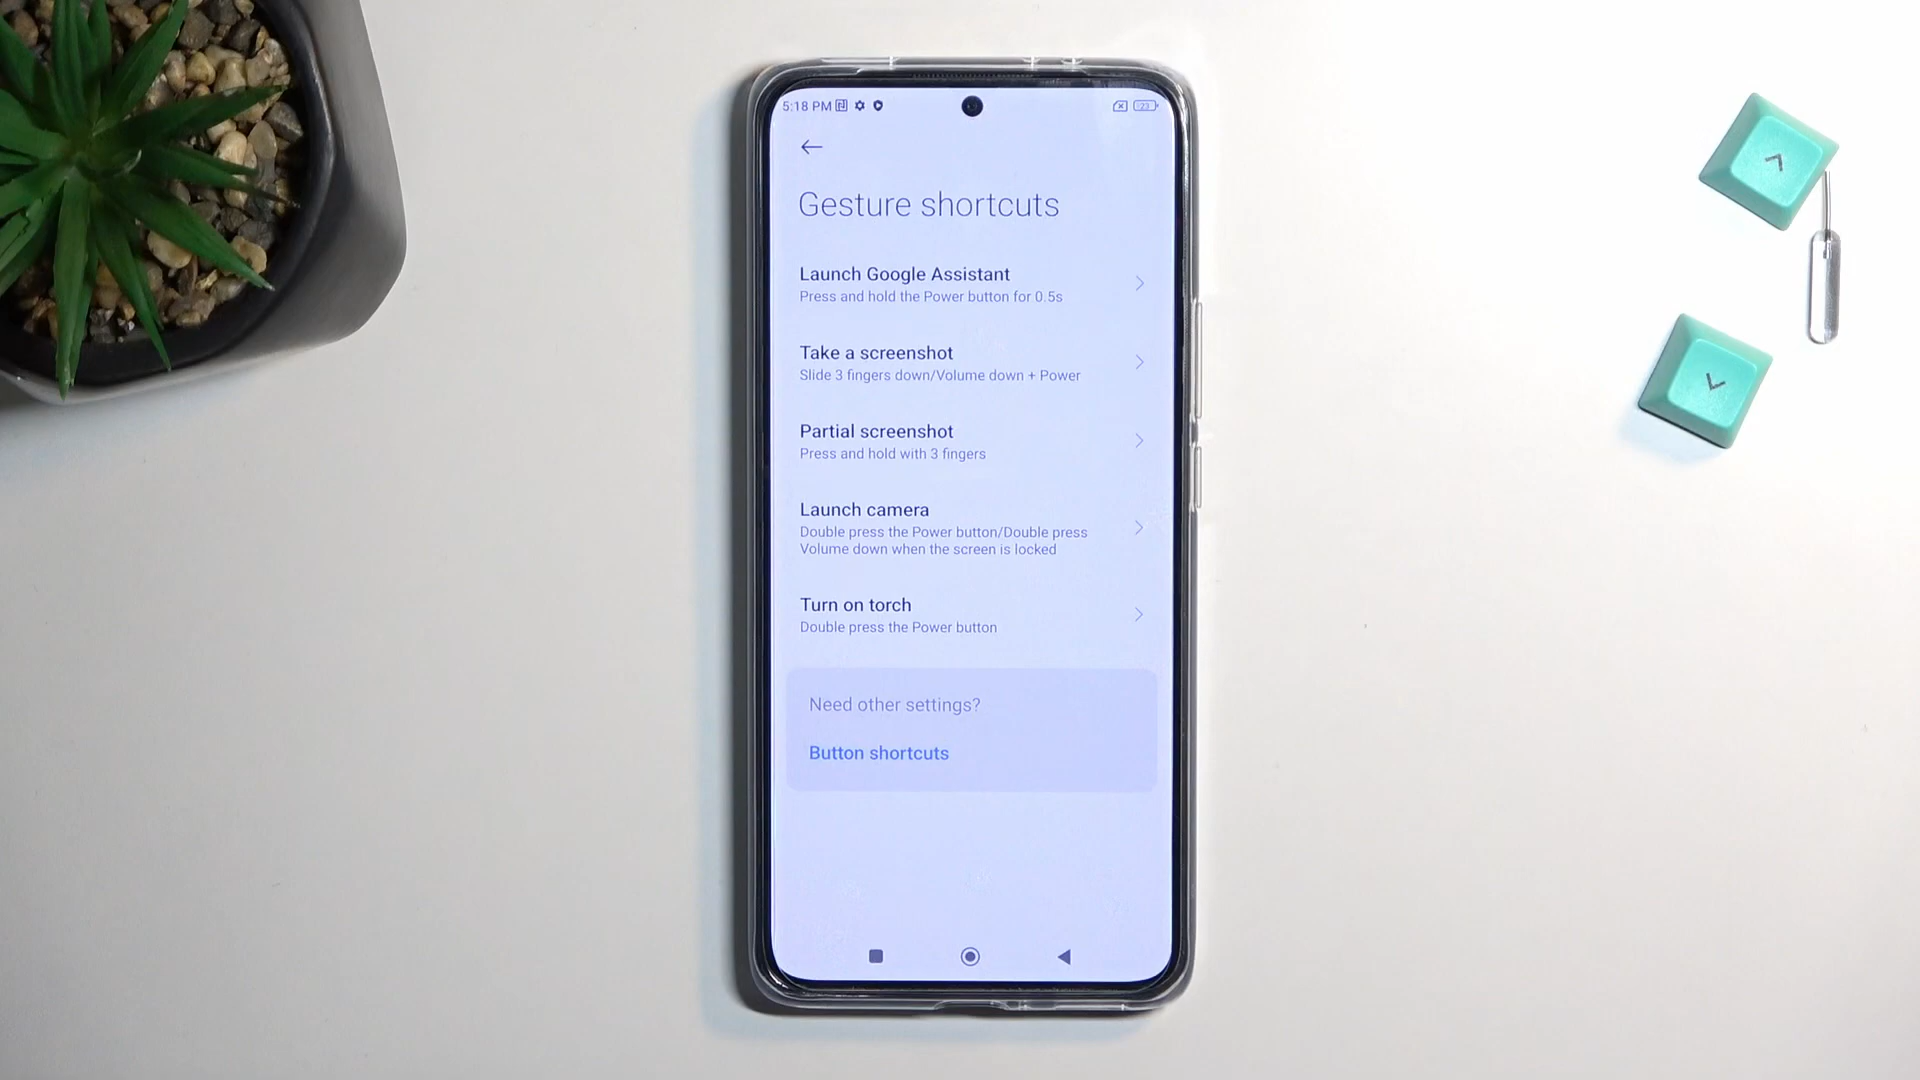 5:18 PM
23
Gesture shortcuts
Launch Google Assistant
Press and hold the Power button for 0.5s
Take a screenshot
Slide 3 fingers down/Volume down + Power
Partial screenshot
Press and hold with 3 fingers
Launch camera
Double press the Power button/Double press
Volume down when the screen is locked
Turn on torch
Double press the Power button
Need other settings?
Button shortcuts